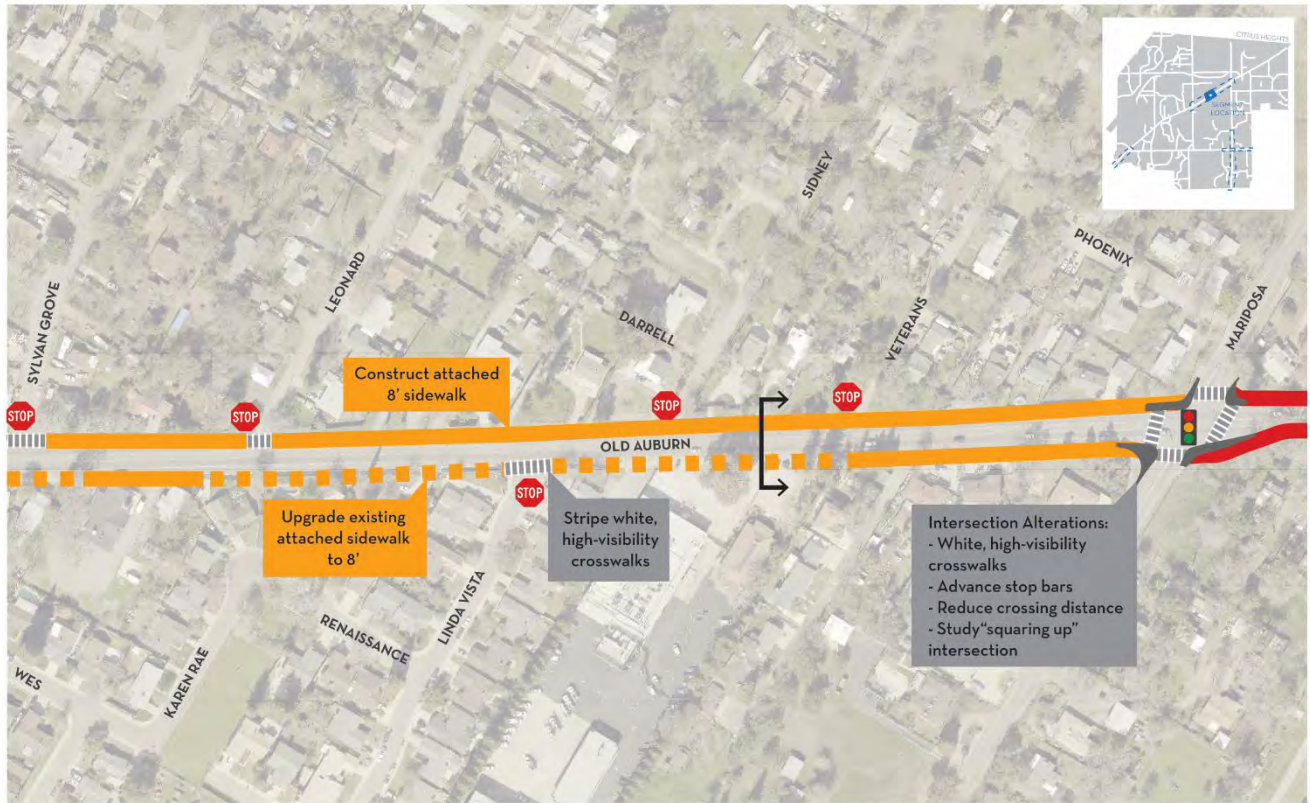 CITRUS HEIGHTS
SEGMENT
LOCATION
SIDNEY
PHOENIX
MARIPOSA
LEONARD
SYLVAN GROVE
DARRELL
VETERANS
Construct attached
8' sidewalk
STOP
STOP
STOP
STOP
OLD AUBURN
STOP
Upgrade existing
attached sidewalk
to 8'
Stripe white,
high-visibility
crosswalks
Intersection Alterations:
- White, high-visibility
crosswalks
- Advance stop bars
- Reduce crossing distance
- Study "squaring up"
intersection
LINDA VISTA
RENAISSANCE
KAREN RAE
WES